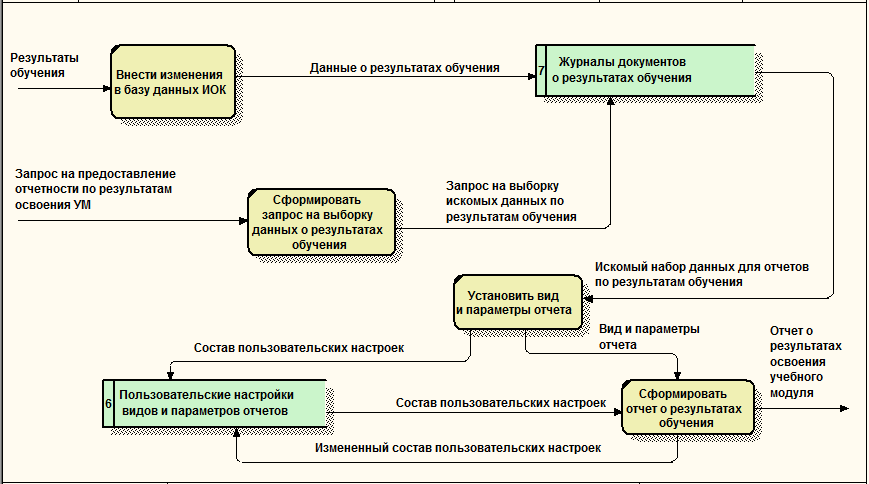 Результаты
обучения
Внести изменения
в базу данных ИОК
Данные о результатах обучения
7
Журналы документов
о результатах обучения
Запрос на предоставление
отчетности по результатам
освоения УМ
Сформировать
запрос на выборку
данных о результатах
обучения
Запрос на выборку
искомых данных по
результатам обучения
Искомый набор данных для отчетов
по результатам обучения
Установить вид
и параметры отчета
Вид и параметры
отчета
Отчет о
результатах
освоения
учебного
модуля
Состав пользовательских настроек
6
Пользовательские настройки
видов и параметров отчетов
Состав пользовательских настроек
Сформировать
отчет о результатах
обучения
Измененный состав пользовательских настроек